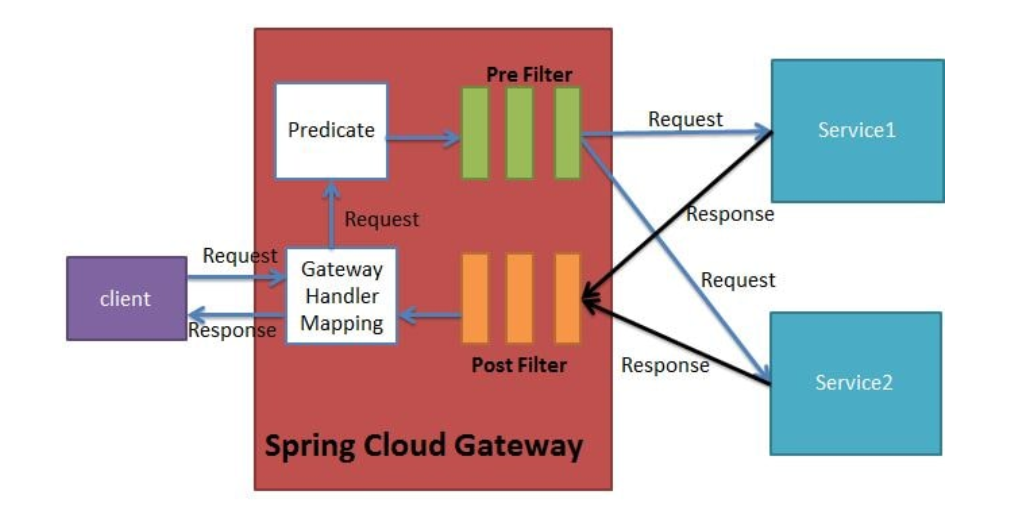 Pre Filter
Predicate
Request
Service1
Request
Response
Request
Gateway
Handler
Mapping
client
Request
Response
Post Filter
Response
Service2
Spring Cloud Gateway